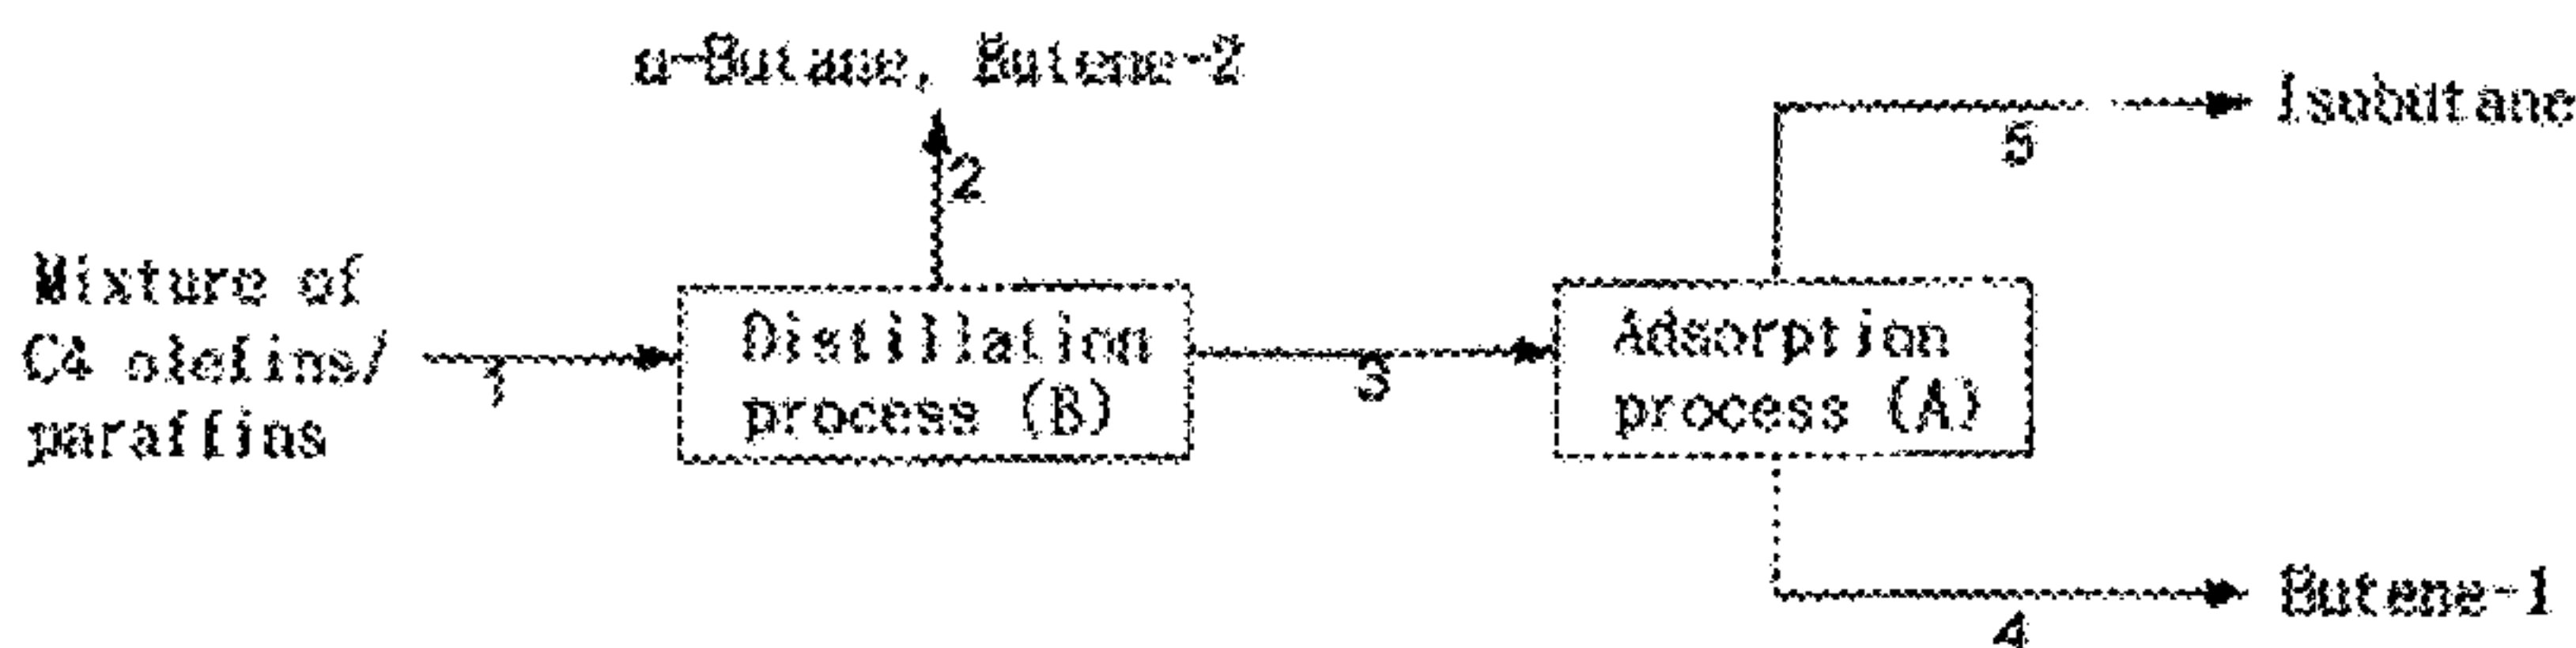 n-Butane, Butene-2
Isobutane
5
2
Mixture of
C4 olefins/
paraffins
1
Distillation
process (B)
3
Adsorption
process (A)
Butene-1
4